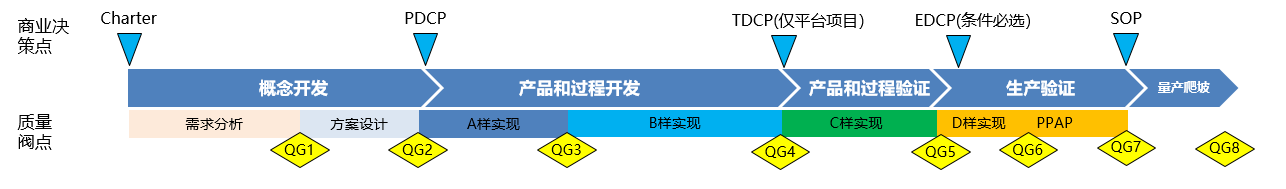 商业决
策点
Charter
PDCP
TDCP(仅平台项目)
EDCP(条件必选)
SOP
概念开发
产品和过程开发
产品和过程验证
生产验证
量产爬坡
质量
阀点
需求分析
方案设计
A样实现
B样实现
C样实现
D样实现
PPAP
QG1
QG2
QG3
QG4
QG5
QG6
QG7
QG8